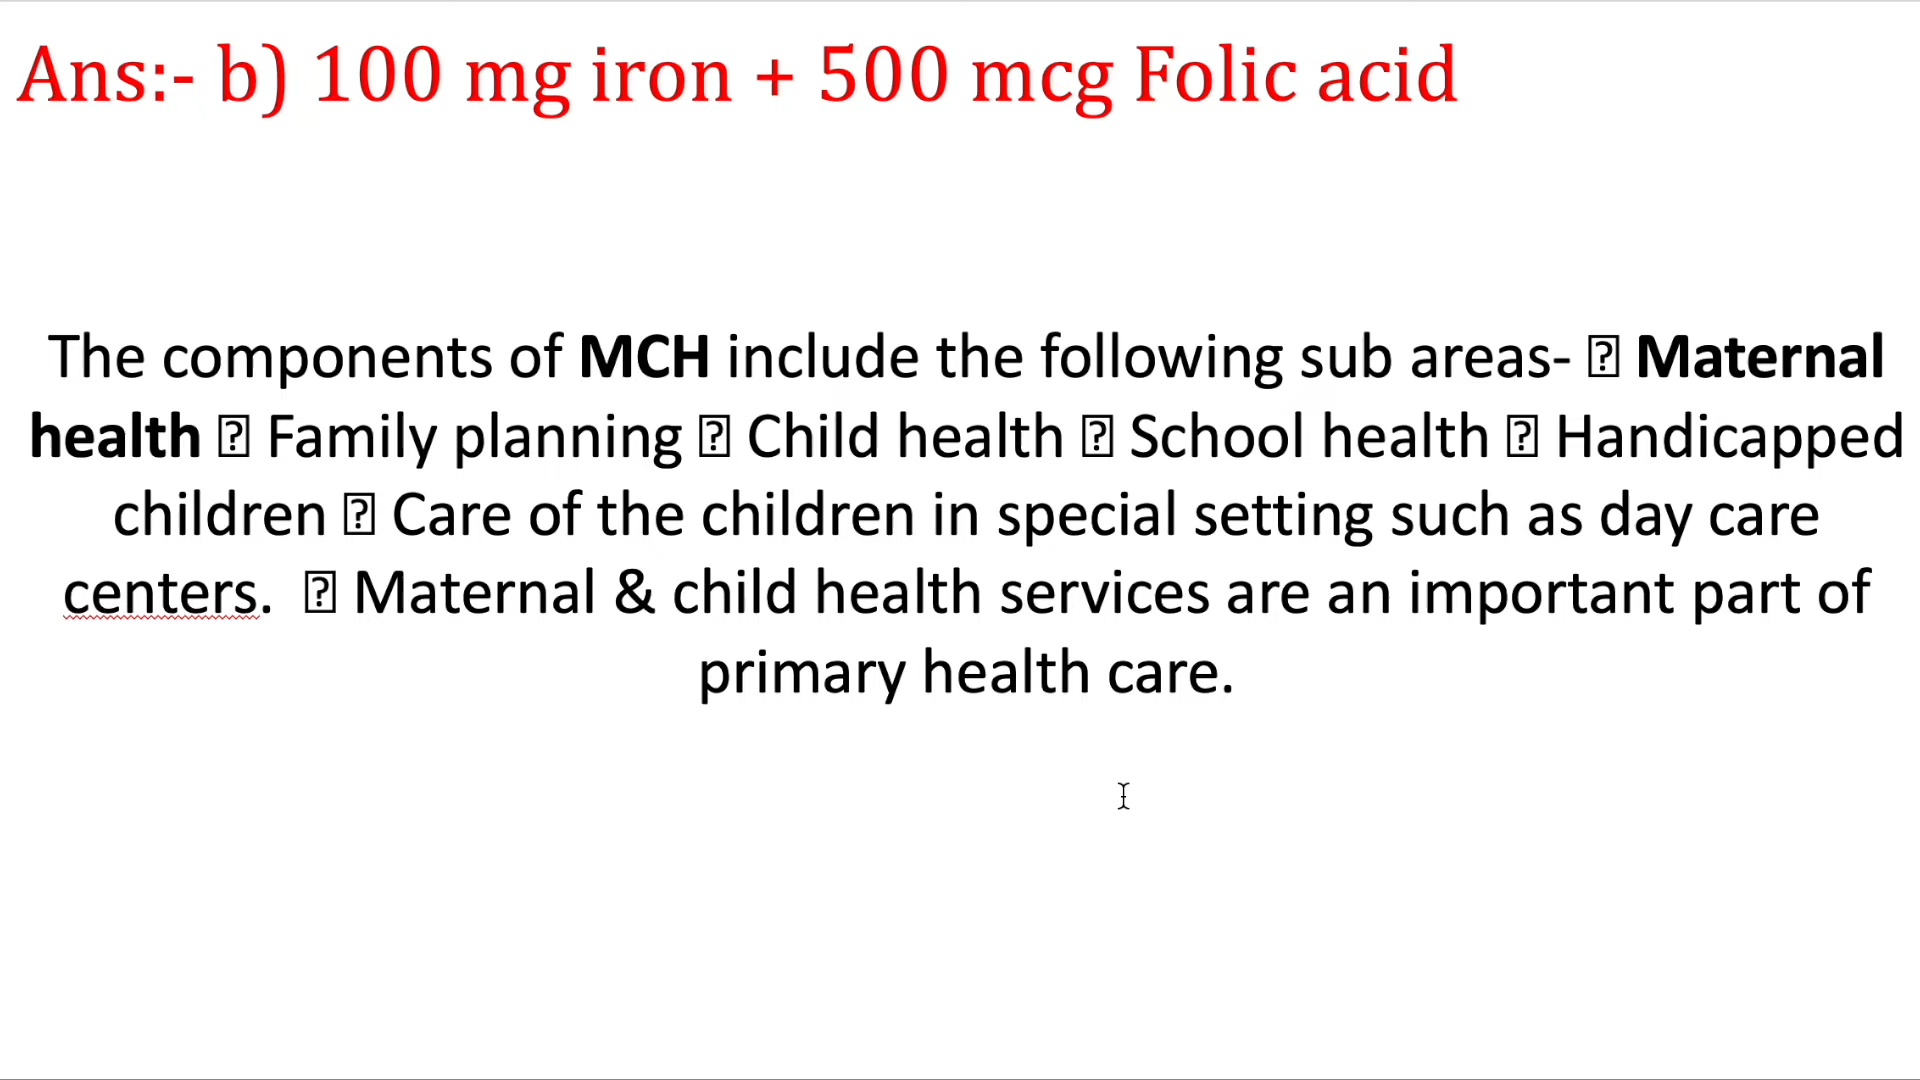 Ans:- b) 100 mg iron + 500 mcg Folic acid
The components of MCH include the following sub areas- ⍰ Maternal
health ⍰ Family planning ⍰ Child health ⍰ School health ⍰ Handicapped
children ⍰ Care of the children in special setting such as day care
centers. ⍰ Maternal & child health services are an important part of
primary health care.